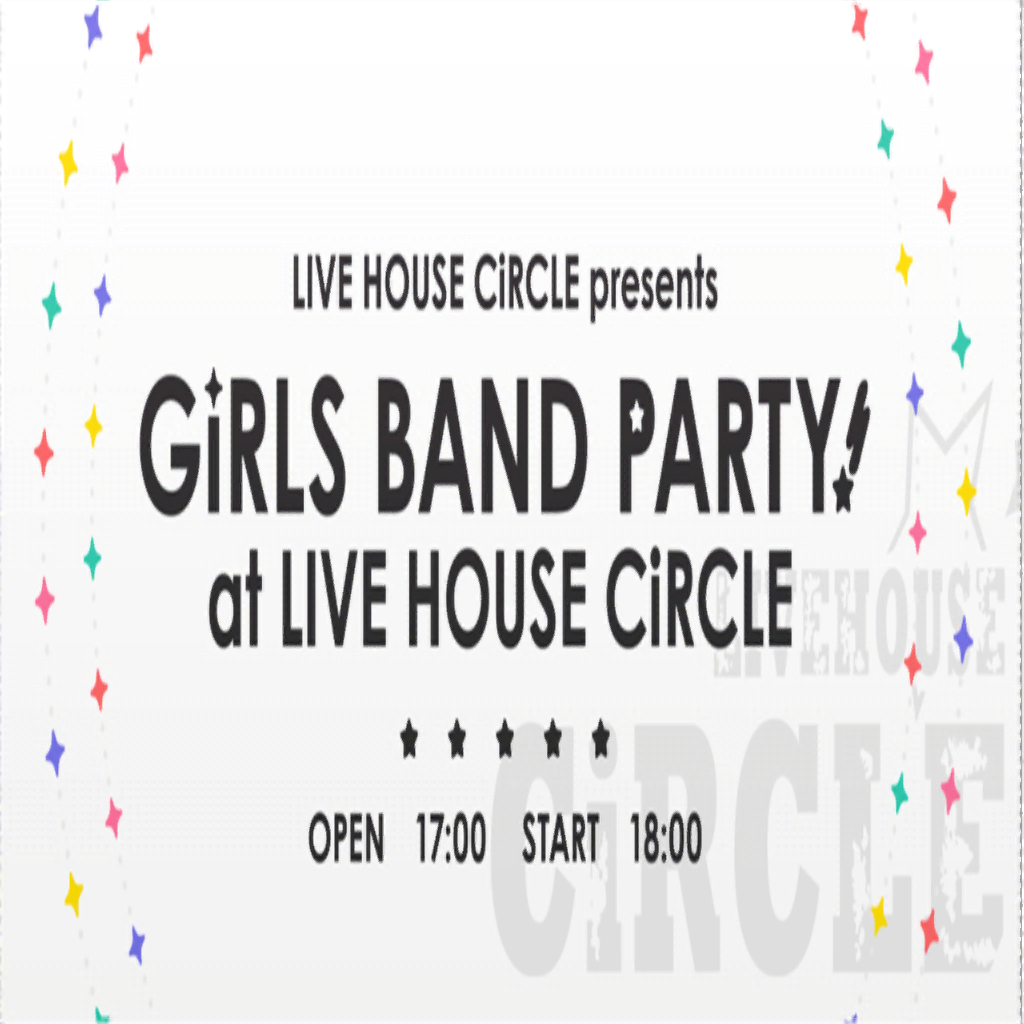 LIVE HOUSE CiRCLE presents
GiRLS BAND PARTY!
at LIVE HOUSE CiRCLE
LIVEHOUSE
CiRCLE
OPEN 17:00 START 18:00